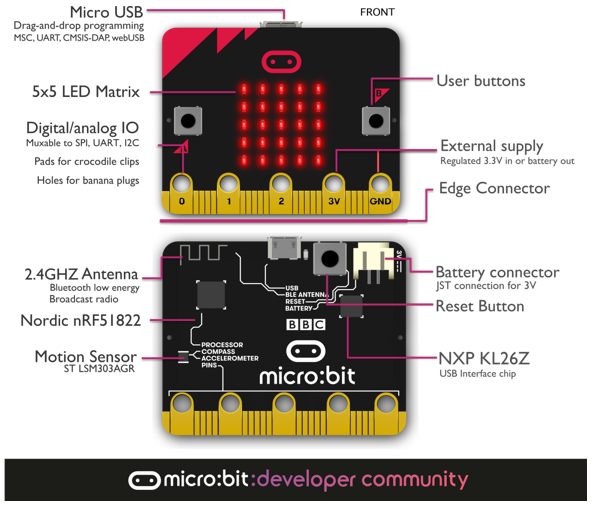 Micro USB
Drag-and-drop programming
MSC, UART, CMSIS-DAP, webUSB
FRONT
5x5 LED Matrix
User buttons
B
Digital/analog IO
Muxable to SPI, UART, I2C
Pads for crocodile clips
Holes for banana plugs
A
External supply
Regulated 3.3V in or battery out
0
1
2
3V
GND
Edge Connector
2.4GHZ Antenna
Bluetooth low energy
Broadcast radio
Nordic nRF51822
Motion Sensor
ST LSM303AGR
USB
BLE ANTENNA
RESET
BATTERY
BBC
PROCESSOR
COMPASS
ACCELEROMETER
PINS
micro:bit
3V
Battery connector
JST connection for 3V
Reset Button
NXP KL26Z
USB Interface chip
micro:bit:developer community